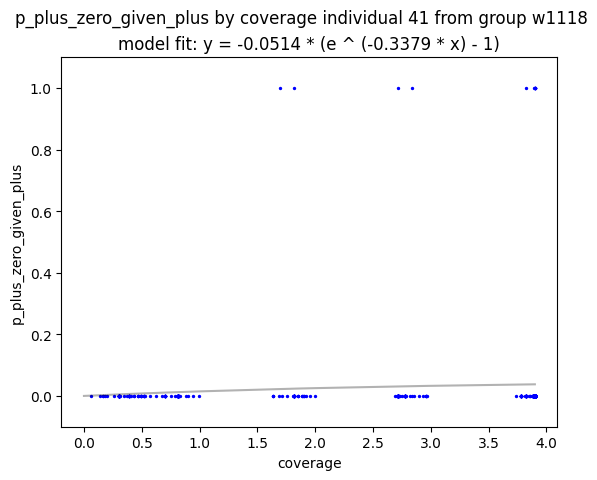 p_plus_zero_given_plus by coverage individual 41 from group w1118
model fit: y = -0.0514 * (e ^ (-0.3379 * x) - 1)
p_plus_zero_given_plus
1.0
0.8
0.6
0.4
0.2
0.0
0.0 0.5 1.0 1.5 2.0 2.5 3.0 3.5 4.0
coverage